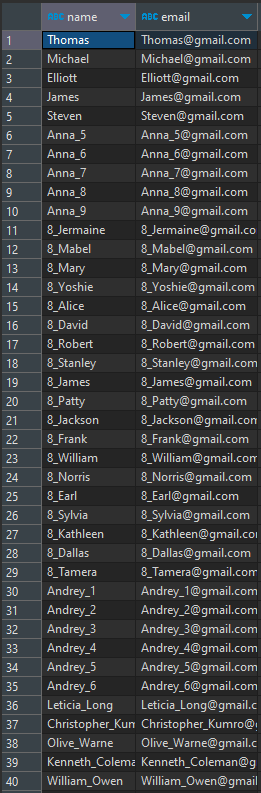 ABC name ABC email
1 Thomas Thomas@gmail.com
2 Michael Michael@gmail.com
3 Elliott Elliott@gmail.com
4 James James@gmail.com
5 Steven Steven@gmail.com
6 Anna_5 Anna_5@gmail.com
7 Anna_6 Anna_6@gmail.com
8 Anna_7 Anna_7@gmail.com
9 Anna_8 Anna_8@gmail.com
10 Anna_9 Anna_9@gmail.com
11 8_Jermaine 8_Jermaine@gmail.co
12 8_Mabel 8_Mabel@gmail.com
13 8_Mary 8_Mary@gmail.com
14 8_Yoshie 8_Yoshie@gmail.com
15 8_Alice 8_Alice@gmail.com
16 8_David 8_David@gmail.com
17 8_Robert 8_Robert@gmail.com
18 8_Stanley 8_Stanley@gmail.com
19 8_James 8_James@gmail.com
20 8_Patty 8_Patty@gmail.com
21 8_Jackson 8_Jackson@gmail.com
22 8_Frank 8_Frank@gmail.com
23 8_William 8_William@gmail.com
24 8_Norris 8_Norris@gmail.com
25 8_Earl 8_Earl@gmail.com
26 8_Sylvia 8_Sylvia@gmail.com
27 8_Kathleen 8_Kathleen@gmail.co
28 8_Dallas 8_Dallas@gmail.com
29 8_Tamera 8_Tamera@gmail.com
30 Andrey_1 Andrey_1@gmail.com
31 Andrey_2 Andrey_2@gmail.com
32 Andrey_3 Andrey_3@gmail.com
33 Andrey_4 Andrey_4@gmail.com
34 Andrey_5 Andrey_5@gmail.com
35 Andrey_6 Andrey_6@gmail.com
36 Leticia_Long Leticia_Long@gmail.c
37 Christopher_Kum Christopher_Kumro@
38 Olive_Warne Olive_Warne@gmail.c
39 Kenneth_Colema Kenneth_Coleman@g
40 William_Owen William_Owen@gmail